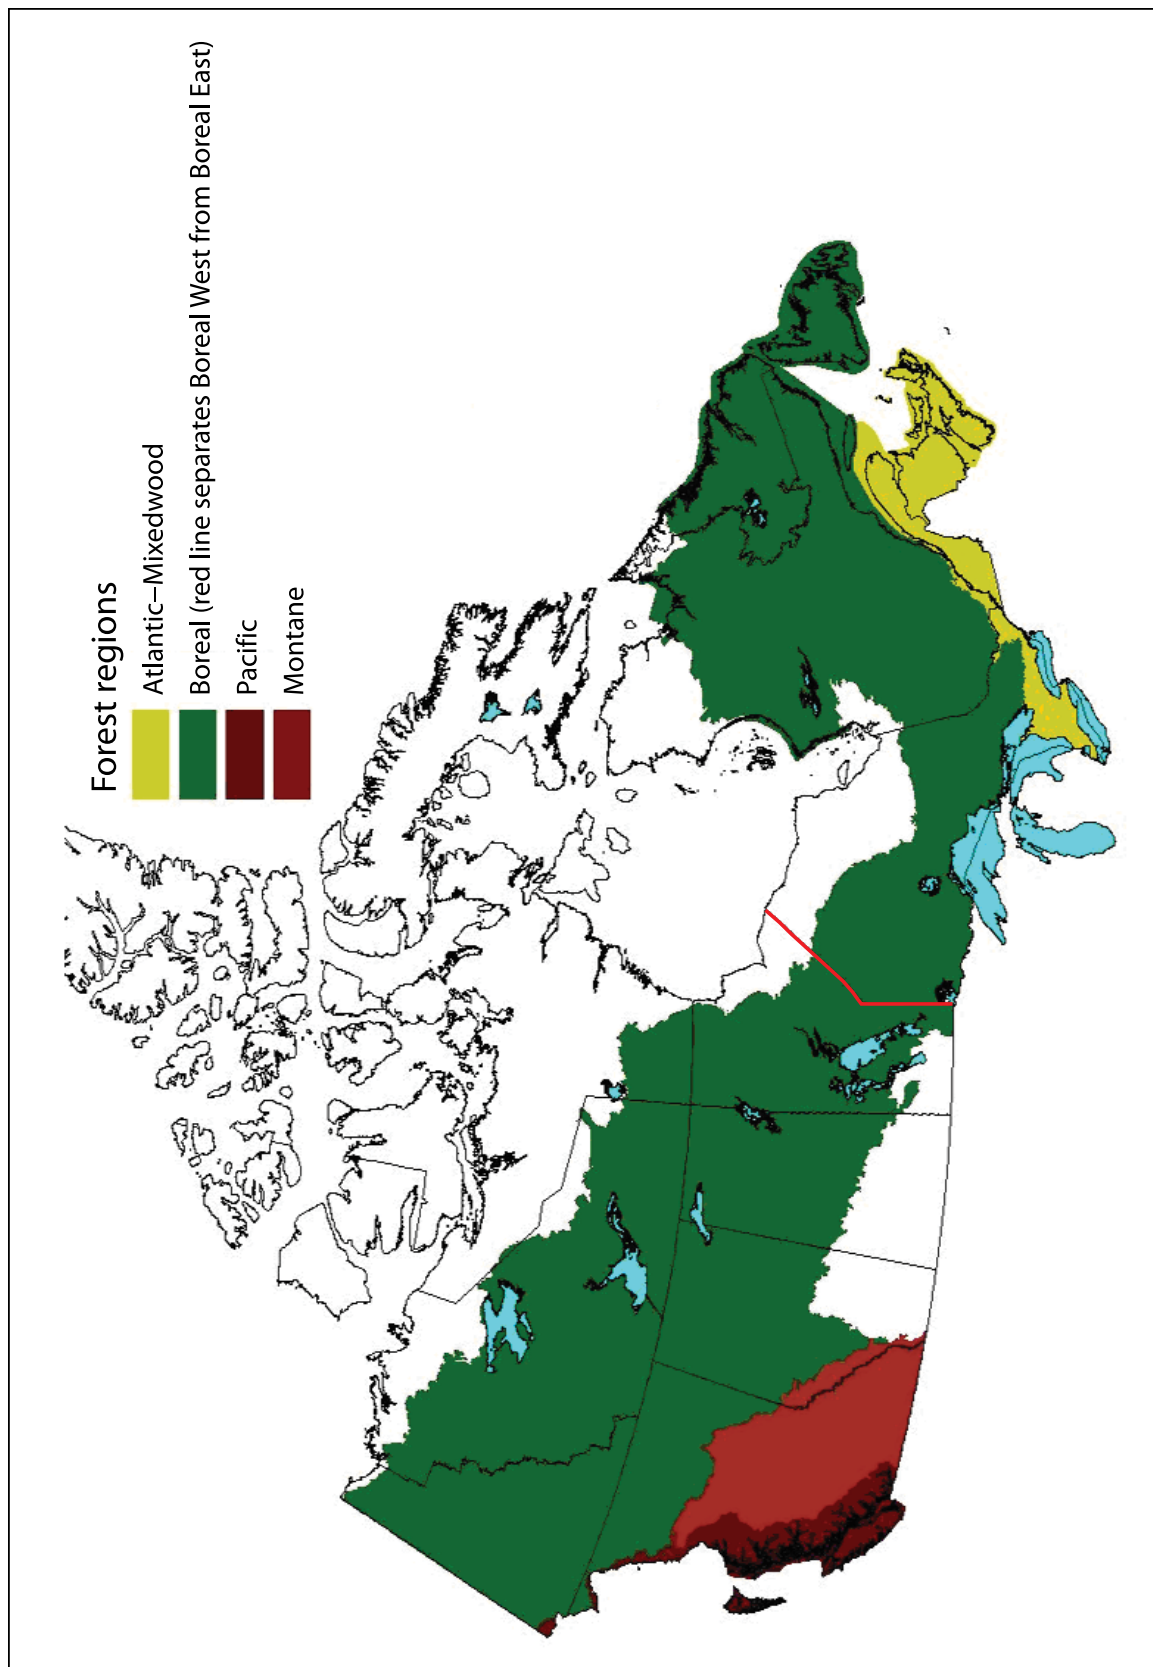 Forest regions
Atlantic–Mixedwood
Boreal (red line separates Boreal West from Boreal East)
Pacific
Montane